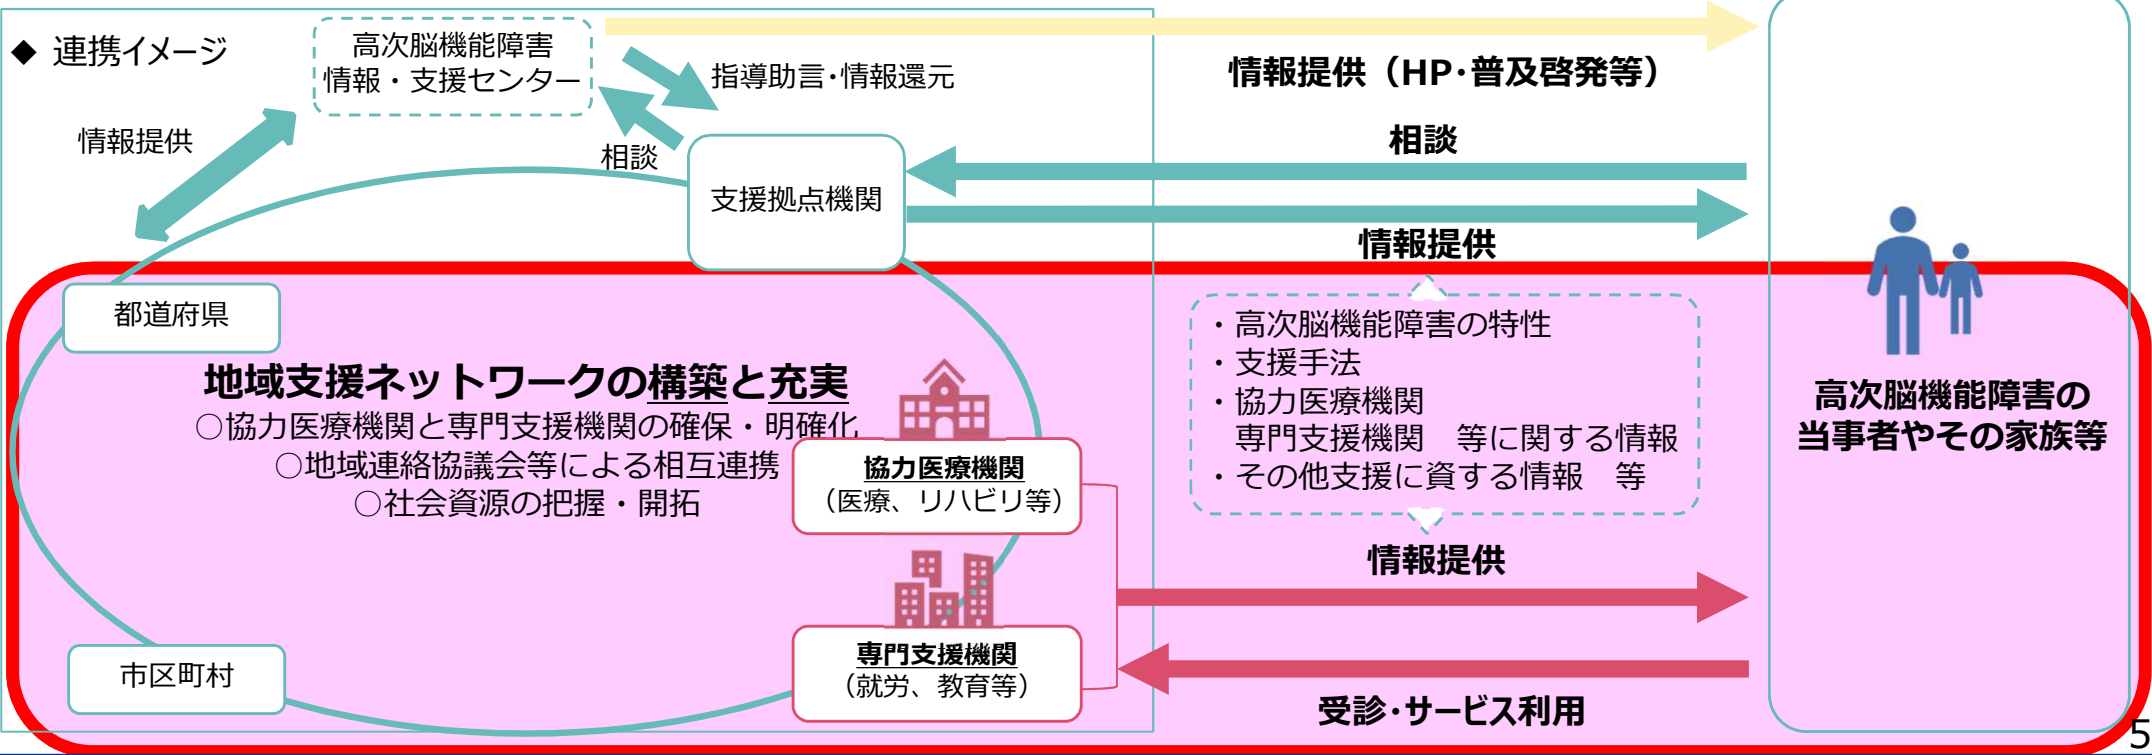 ◆ 連携イメージ
高次脳機能障害
情報・支援センター
指導助言・情報還元
情報提供（HP・普及啓発等）
情報提供
相談
相談
支援拠点機関
情報提供
都道府県
地域支援ネットワークの構築と充実
○協力医療機関と専門支援機関の確保・明確化
○地域連絡協議会等による相互連携
○社会資源の把握・開拓
協力医療機関
（医療、リハビリ等）
専門支援機関
（就労、教育等）
市区町村
・高次脳機能障害の特性
・支援手法
・協力医療機関
専門支援機関　等に関する情報
・その他支援に資する情報　等
情報提供
受診・サービス利用
高次脳機能障害の
当事者やその家族等
5